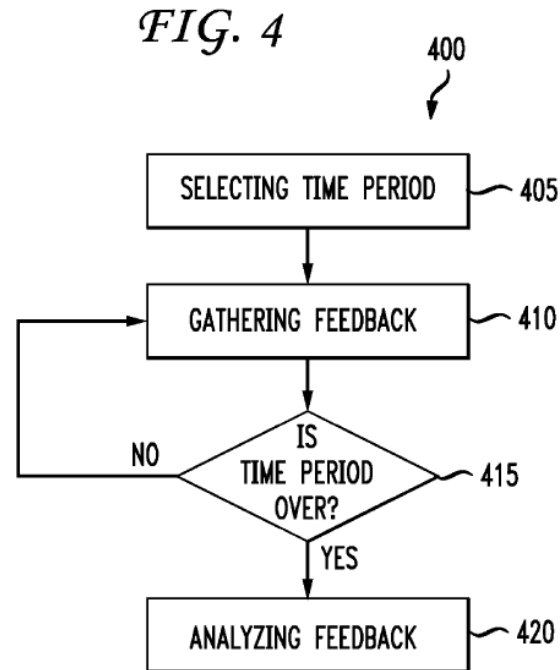 FIG. 4
400
SELECTING TIME PERIOD
405
GATHERING FEEDBACK
410
IS
TIME PERIOD
OVER?
415
NO
YES
ANALYZING FEEDBACK
420